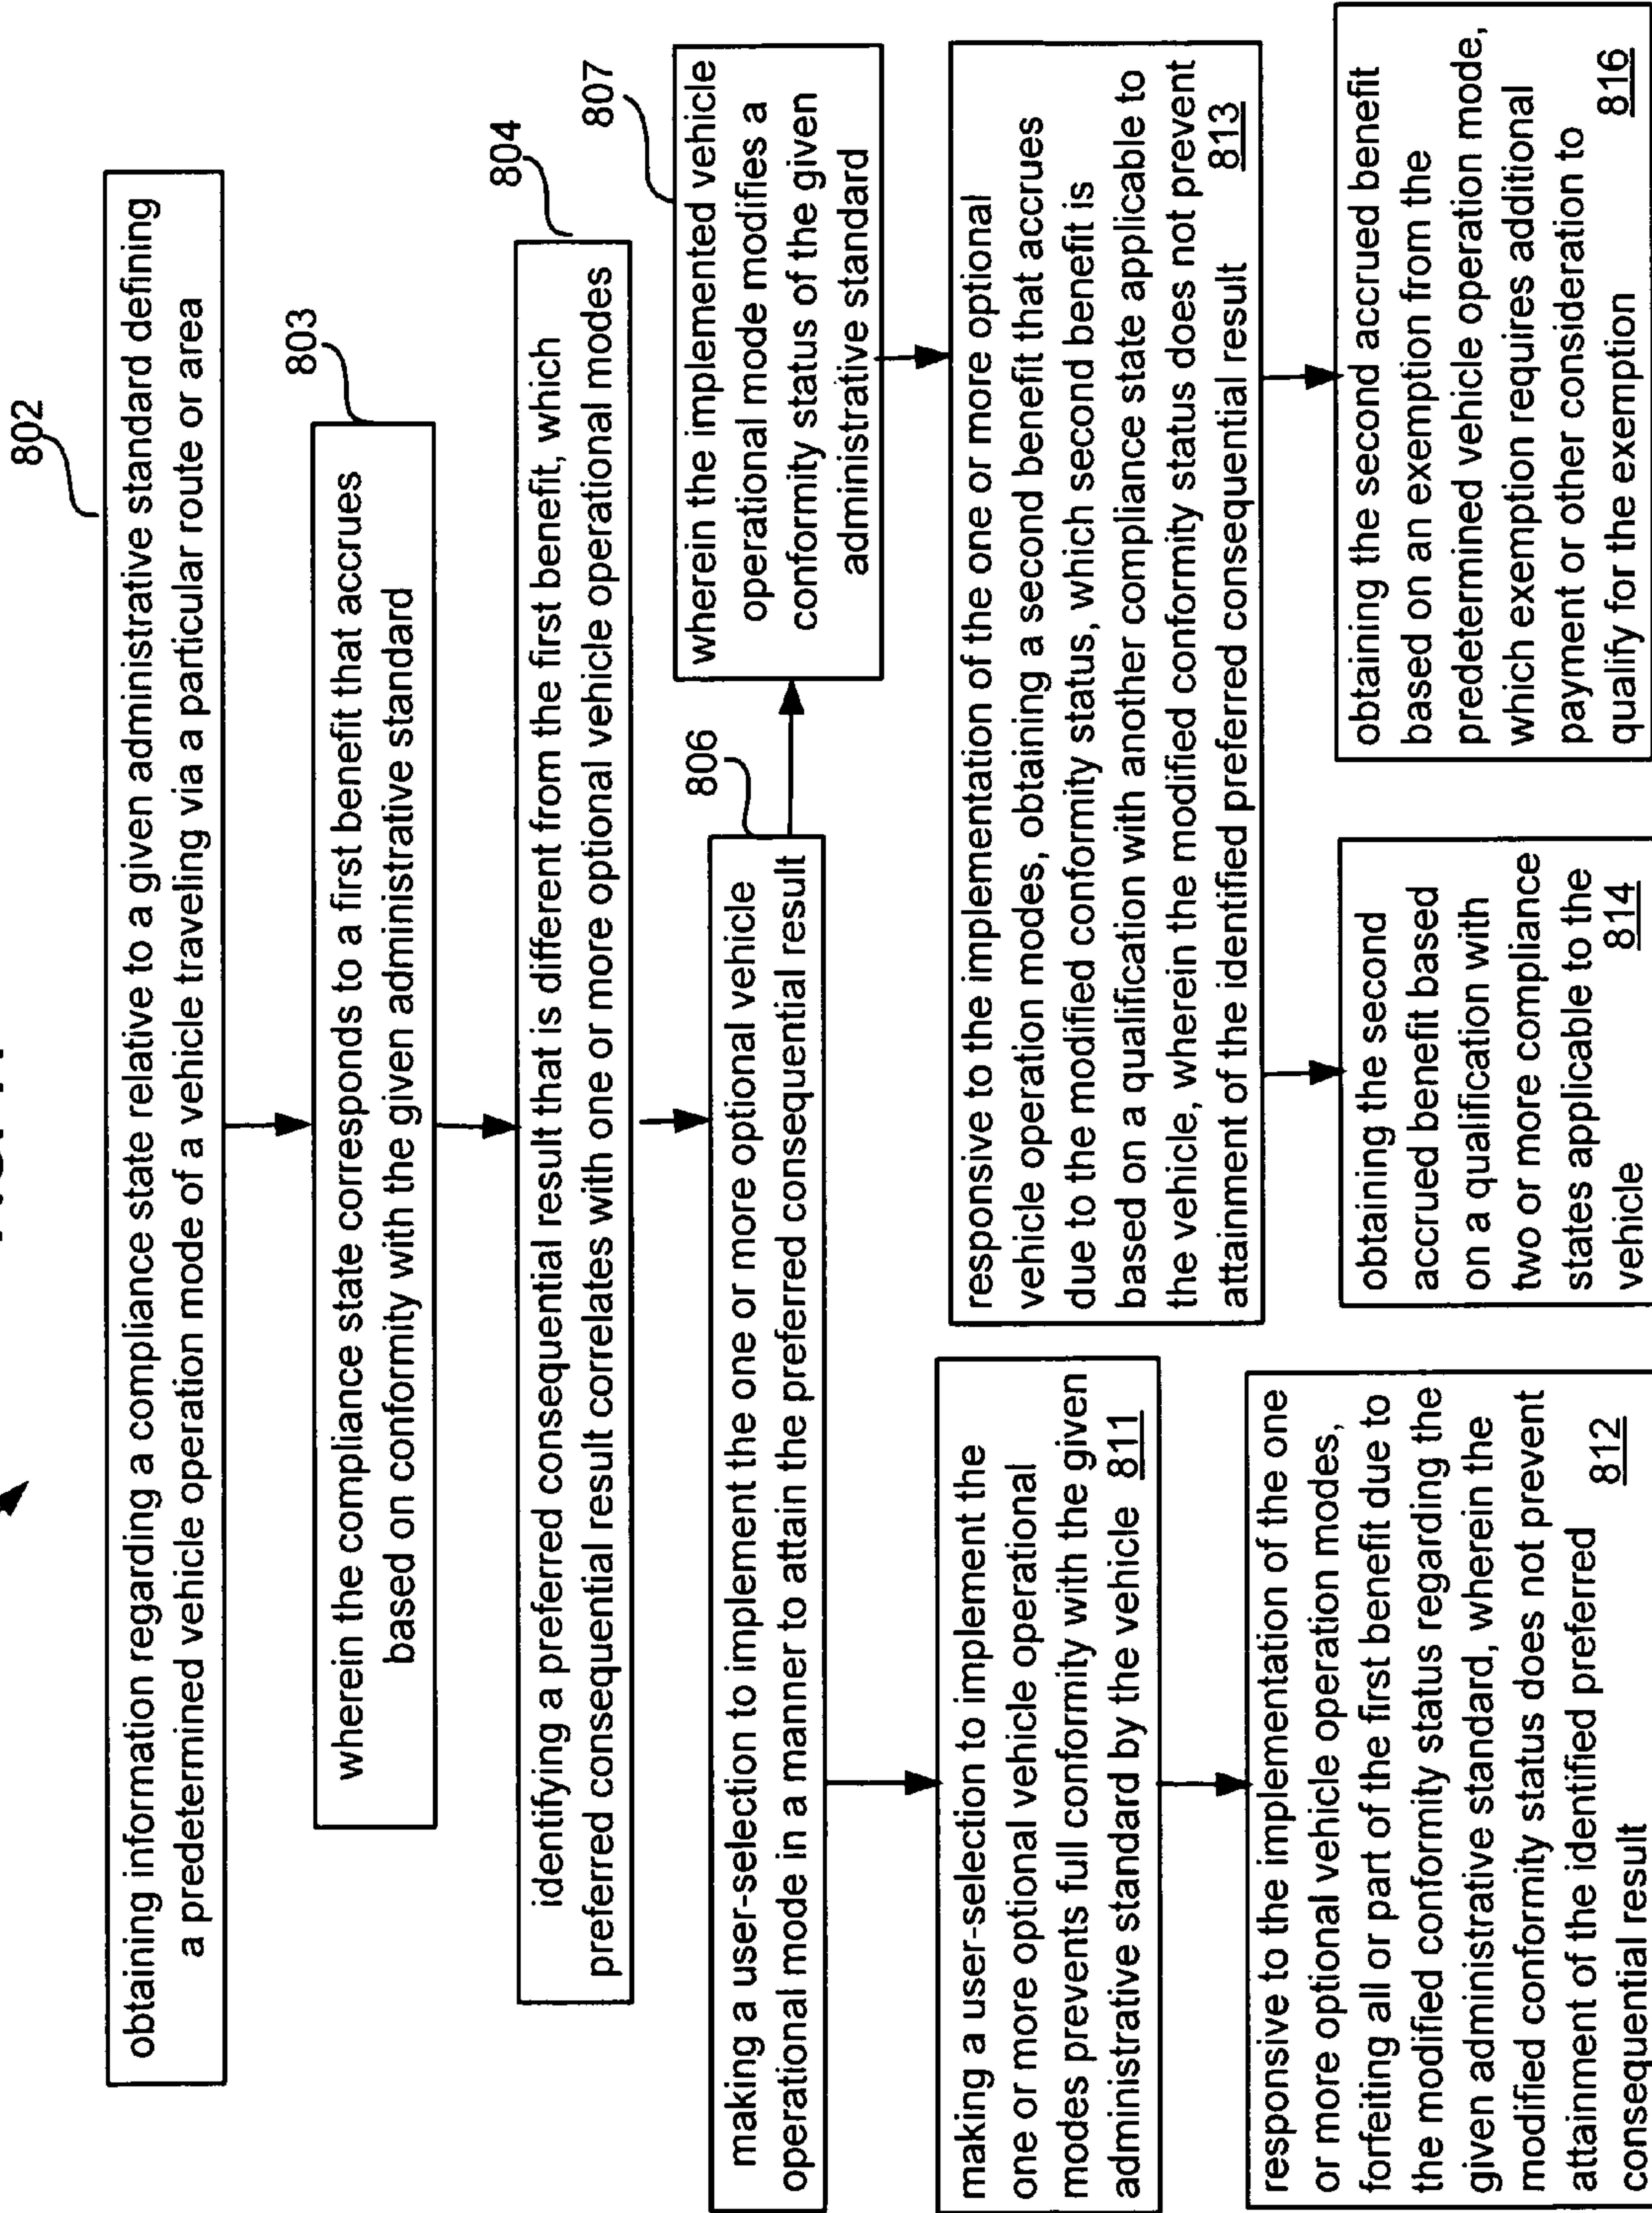 802
obtaining information regarding a compliance state relative to a given administrative standard defining
a predetermined vehicle operation mode of a vehicle traveling via a particular route or area
803
wherein the compliance state corresponds to a first benefit that accrues
based on conformity with the given administrative standard
804
identifying a preferred consequential result that is different from the first benefit, which
preferred consequential result correlates with one or more optional vehicle operational modes
806
making a user-selection to implement the one or more optional vehicle
operational mode in a manner to attain the preferred consequential result
807
wherein the implemented vehicle
operational mode modifies a
conformity status of the given
administrative standard
making a user-selection to implement the
one or more optional vehicle operational
modes prevents full conformity with the given
administrative standard by the vehicle 811
responsive to the implementation of the one
or more optional vehicle operation modes,
forfeiting all or part of the first benefit due to
the modified conformity status regarding the
given administrative standard, wherein the
modified conformity status does not prevent
attainment of the identified preferred
consequential result 812
responsive to the implementation of the one or more optional
vehicle operation modes, obtaining a second benefit that accrues
due to the modified conformity status, which second benefit is
based on a qualification with another compliance state applicable to
the vehicle, wherein the modified conformity status does not prevent
attainment of the identified preferred consequential result 813
obtaining the second
accrued benefit based
on a qualification with
two or more compliance
states applicable to the
vehicle 814
obtaining the second accrued benefit
based on an exemption from the
predetermined vehicle operation mode,
which exemption requires additional
payment or other consideration to
qualify for the exemption 816